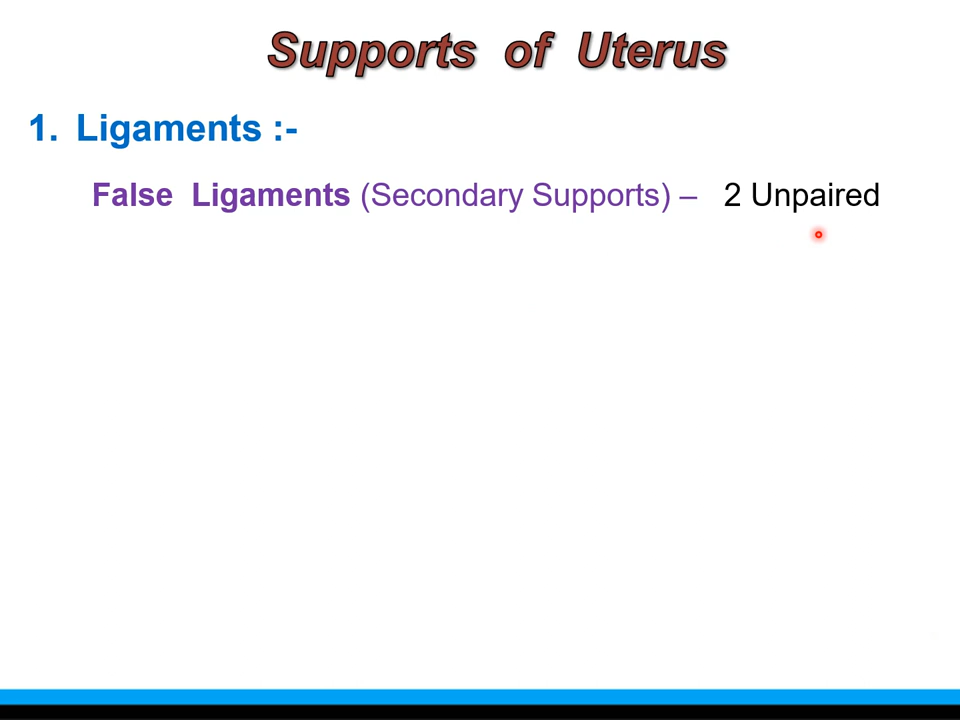 Supports of Uterus
1. Ligaments :-
False Ligaments (Secondary Supports) – 2 Unpaired